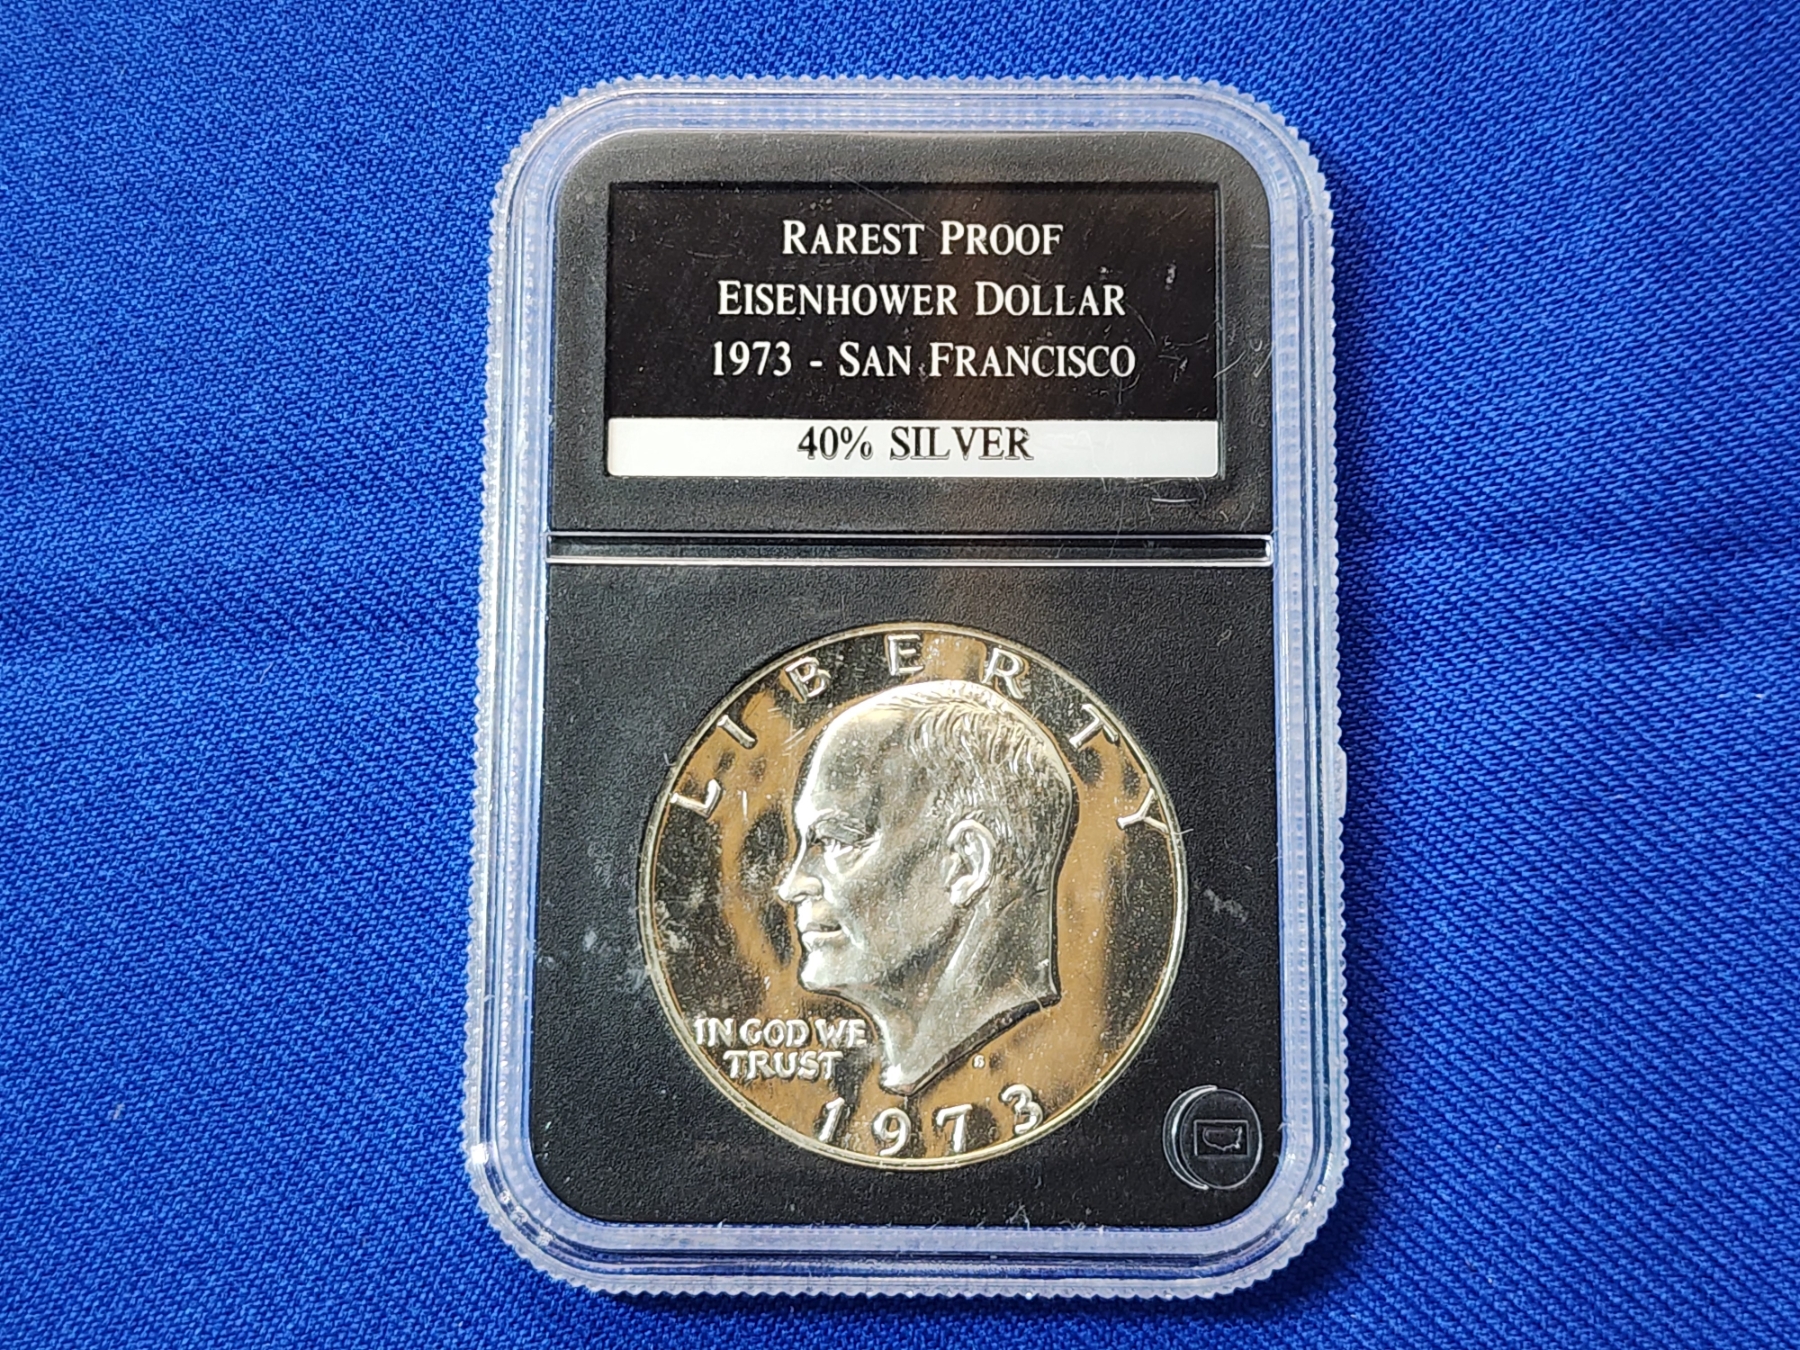 RAREST PROOF
EISENHOWER DOLLAR
1973 - SAN FRANCISCO
40% SILVER
LIBERTY
IN GOD WE
TRUST
S
1973